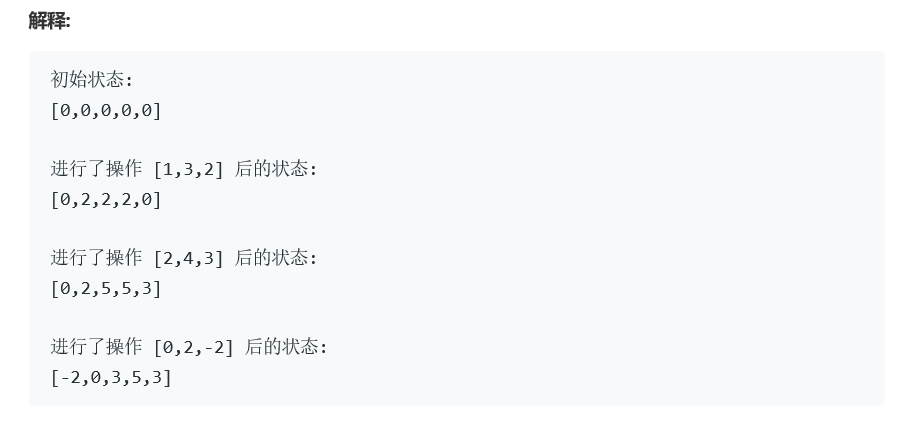 解释:
初始状态:
[0,0,0,0,0]
进行了操作 [1,3,2] 后的状态:
[0,2,2,2,0]
进行了操作 [2,4,3] 后的状态:
[0,2,5,5,3]
进行了操作 [0,2,-2] 后的状态:
[-2,0,3,5,3]